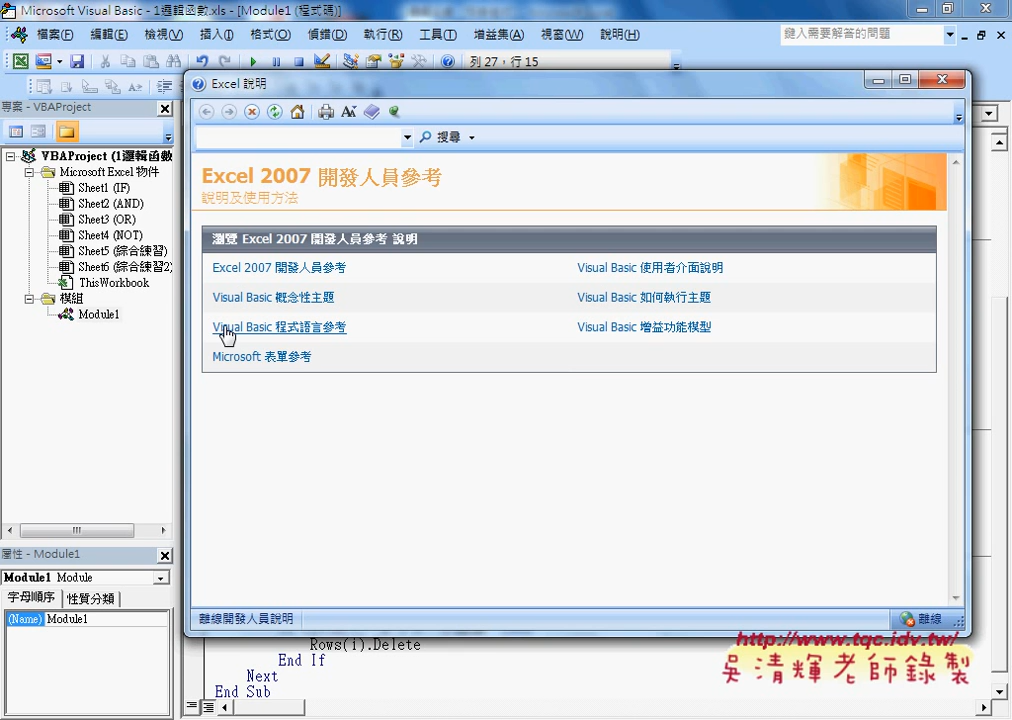 Microsoft Visual Basic - 1邏輯函數.xls - [Module1 (程式碼)]
檔案(F) 編輯(E) 檢視(V) 插入(I) 格式(O) 偵錯(D) 執行(R) 工具(T) 增益集(A) 視窗(W) 說明(H) 鍵入需要解答的問題
列 27，行 15
專案 - VBAProject
VBAProject (1邏輯函數
Microsoft Excel 物件
Sheet1 (IF)
Sheet2 (AND)
Sheet3 (OR)
Sheet4 (NOT)
Sheet5 (綜合練習)
Sheet6 (綜合練習2)
ThisWorkbook
模組
Module1
屬性 - Module1
Module1 Module
字母順序 性質分類
(Name) Module1
Excel 說明
搜尋
Excel 2007 開發人員參考
說明及使用方法
瀏覽 Excel 2007 開發人員參考 說明
Excel 2007 開發人員參考 Visual Basic 使用者介面說明
Visual Basic 概念性主題 Visual Basic 如何執行主題
Visual Basic 程式語言參考 Visual Basic 增益功能模型
Microsoft 表單參考
離線開發人員說明 離線
Rows(i).Delete
End If
Next
End Sub
http://www.tqc.idv.tw/
吳清輝老師錄製